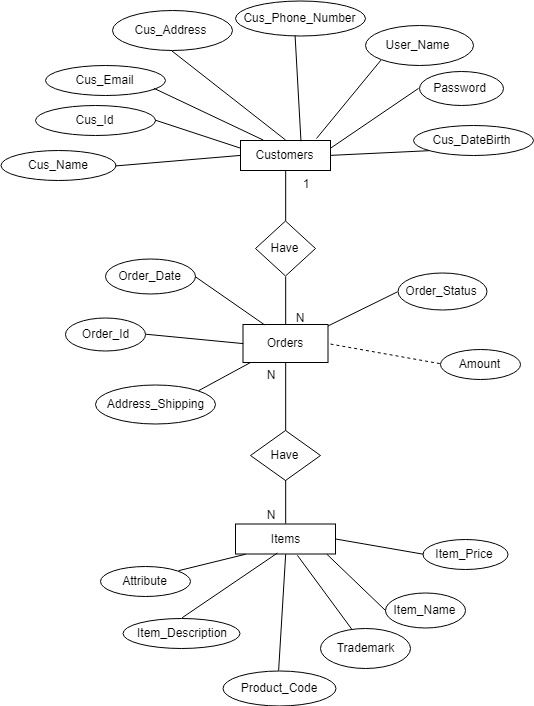 Cus_Phone_Number
Cus_Address
User_Name
Cus_Email
Password
Cus_Id
Cus_DateBirth
Customers
Cus_Name
1
Have
Order_Date
Order_Status
N
Order_Id
Orders
Amount
N
Address_Shipping
Have
N
Items
Item_Price
Attribute
Item_Name
Item_Description
Trademark
Product_Code